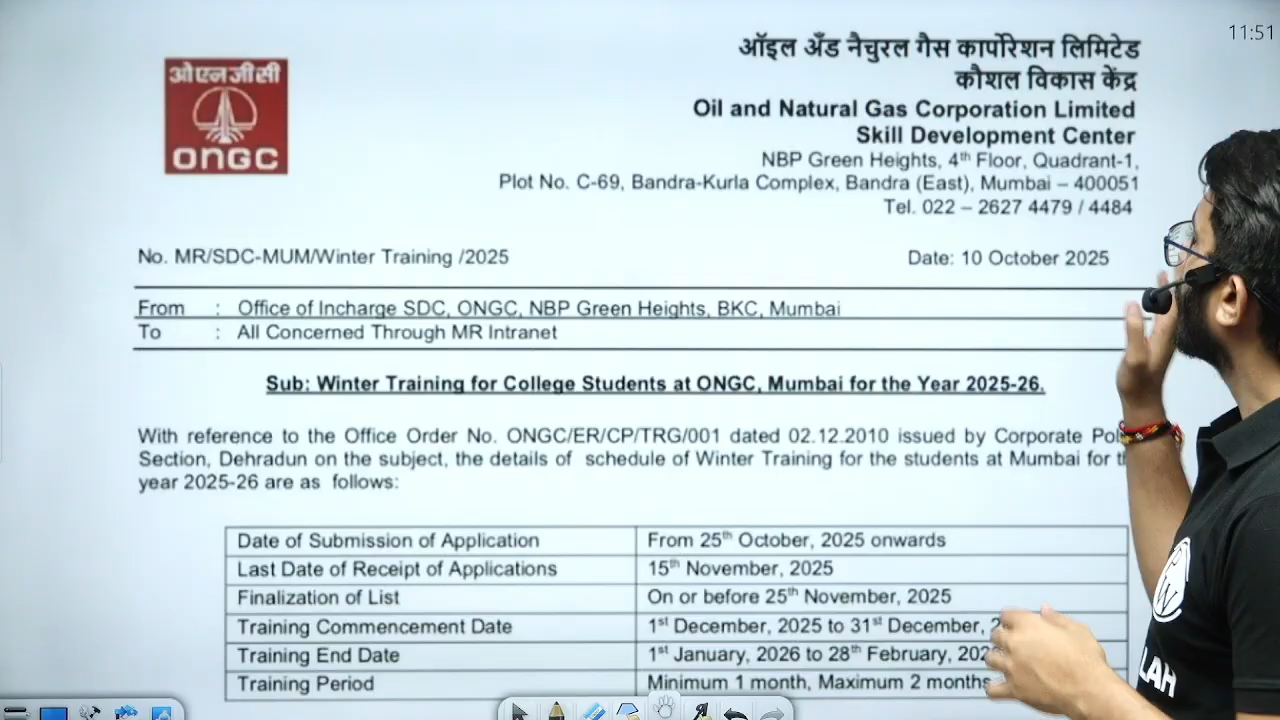 11:51
ओएनजीसी
ONGC
ऑइल अँड नैचुरल गैस कार्पोरेशन लिमिटेड
कौशल विकास केंद्र
Oil and Natural Gas Corporation Limited
Skill Development Center
NBP Green Heights, 4th Floor, Quadrant-1,
Plot No. C-69, Bandra-Kurla Complex, Bandra (East), Mumbai – 400051
Tel. 022 – 2627 4479 / 4484
No. MR/SDC-MUM/Winter Training /2025 Date: 10 October 2025
From : Office of Incharge SDC, ONGC, NBP Green Heights, BKC, Mumbai
To : All Concerned Through MR Intranet
Sub: Winter Training for College Students at ONGC, Mumbai for the Year 2025-26.
With reference to the Office Order No. ONGC/ER/CP/TRG/001 dated 02.12.2010 issued by Corporate
Section, Dehradun on the subject, the details of schedule of Winter Training for the students at Mumbai for
year 2025-26 are as follows:
Date of Submission of Application From 25th October, 2025 onwards
Last Date of Receipt of Applications 15th November, 2025
Finalization of List On or before 25th November, 2025
Training Commencement Date 1st December, 2025 to 31st December,
Training End Date 1st January, 2026 to 28th February,
Training Period Minimum 1 month, Maximum 2 months
LAH